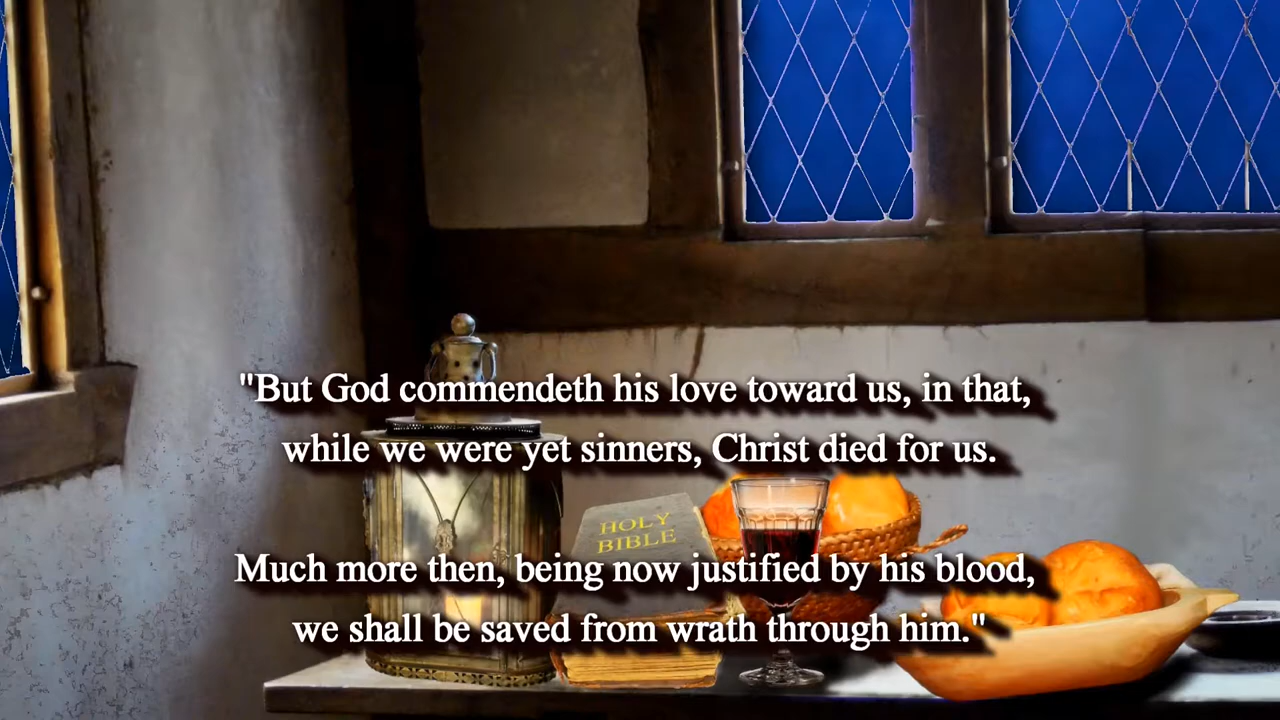 "But God commendeth his love toward us, in that,
while we were yet sinners, Christ died for us.
HOLY
BIBLE
Much more then, being now justified by his blood,
we shall be saved from wrath through him."